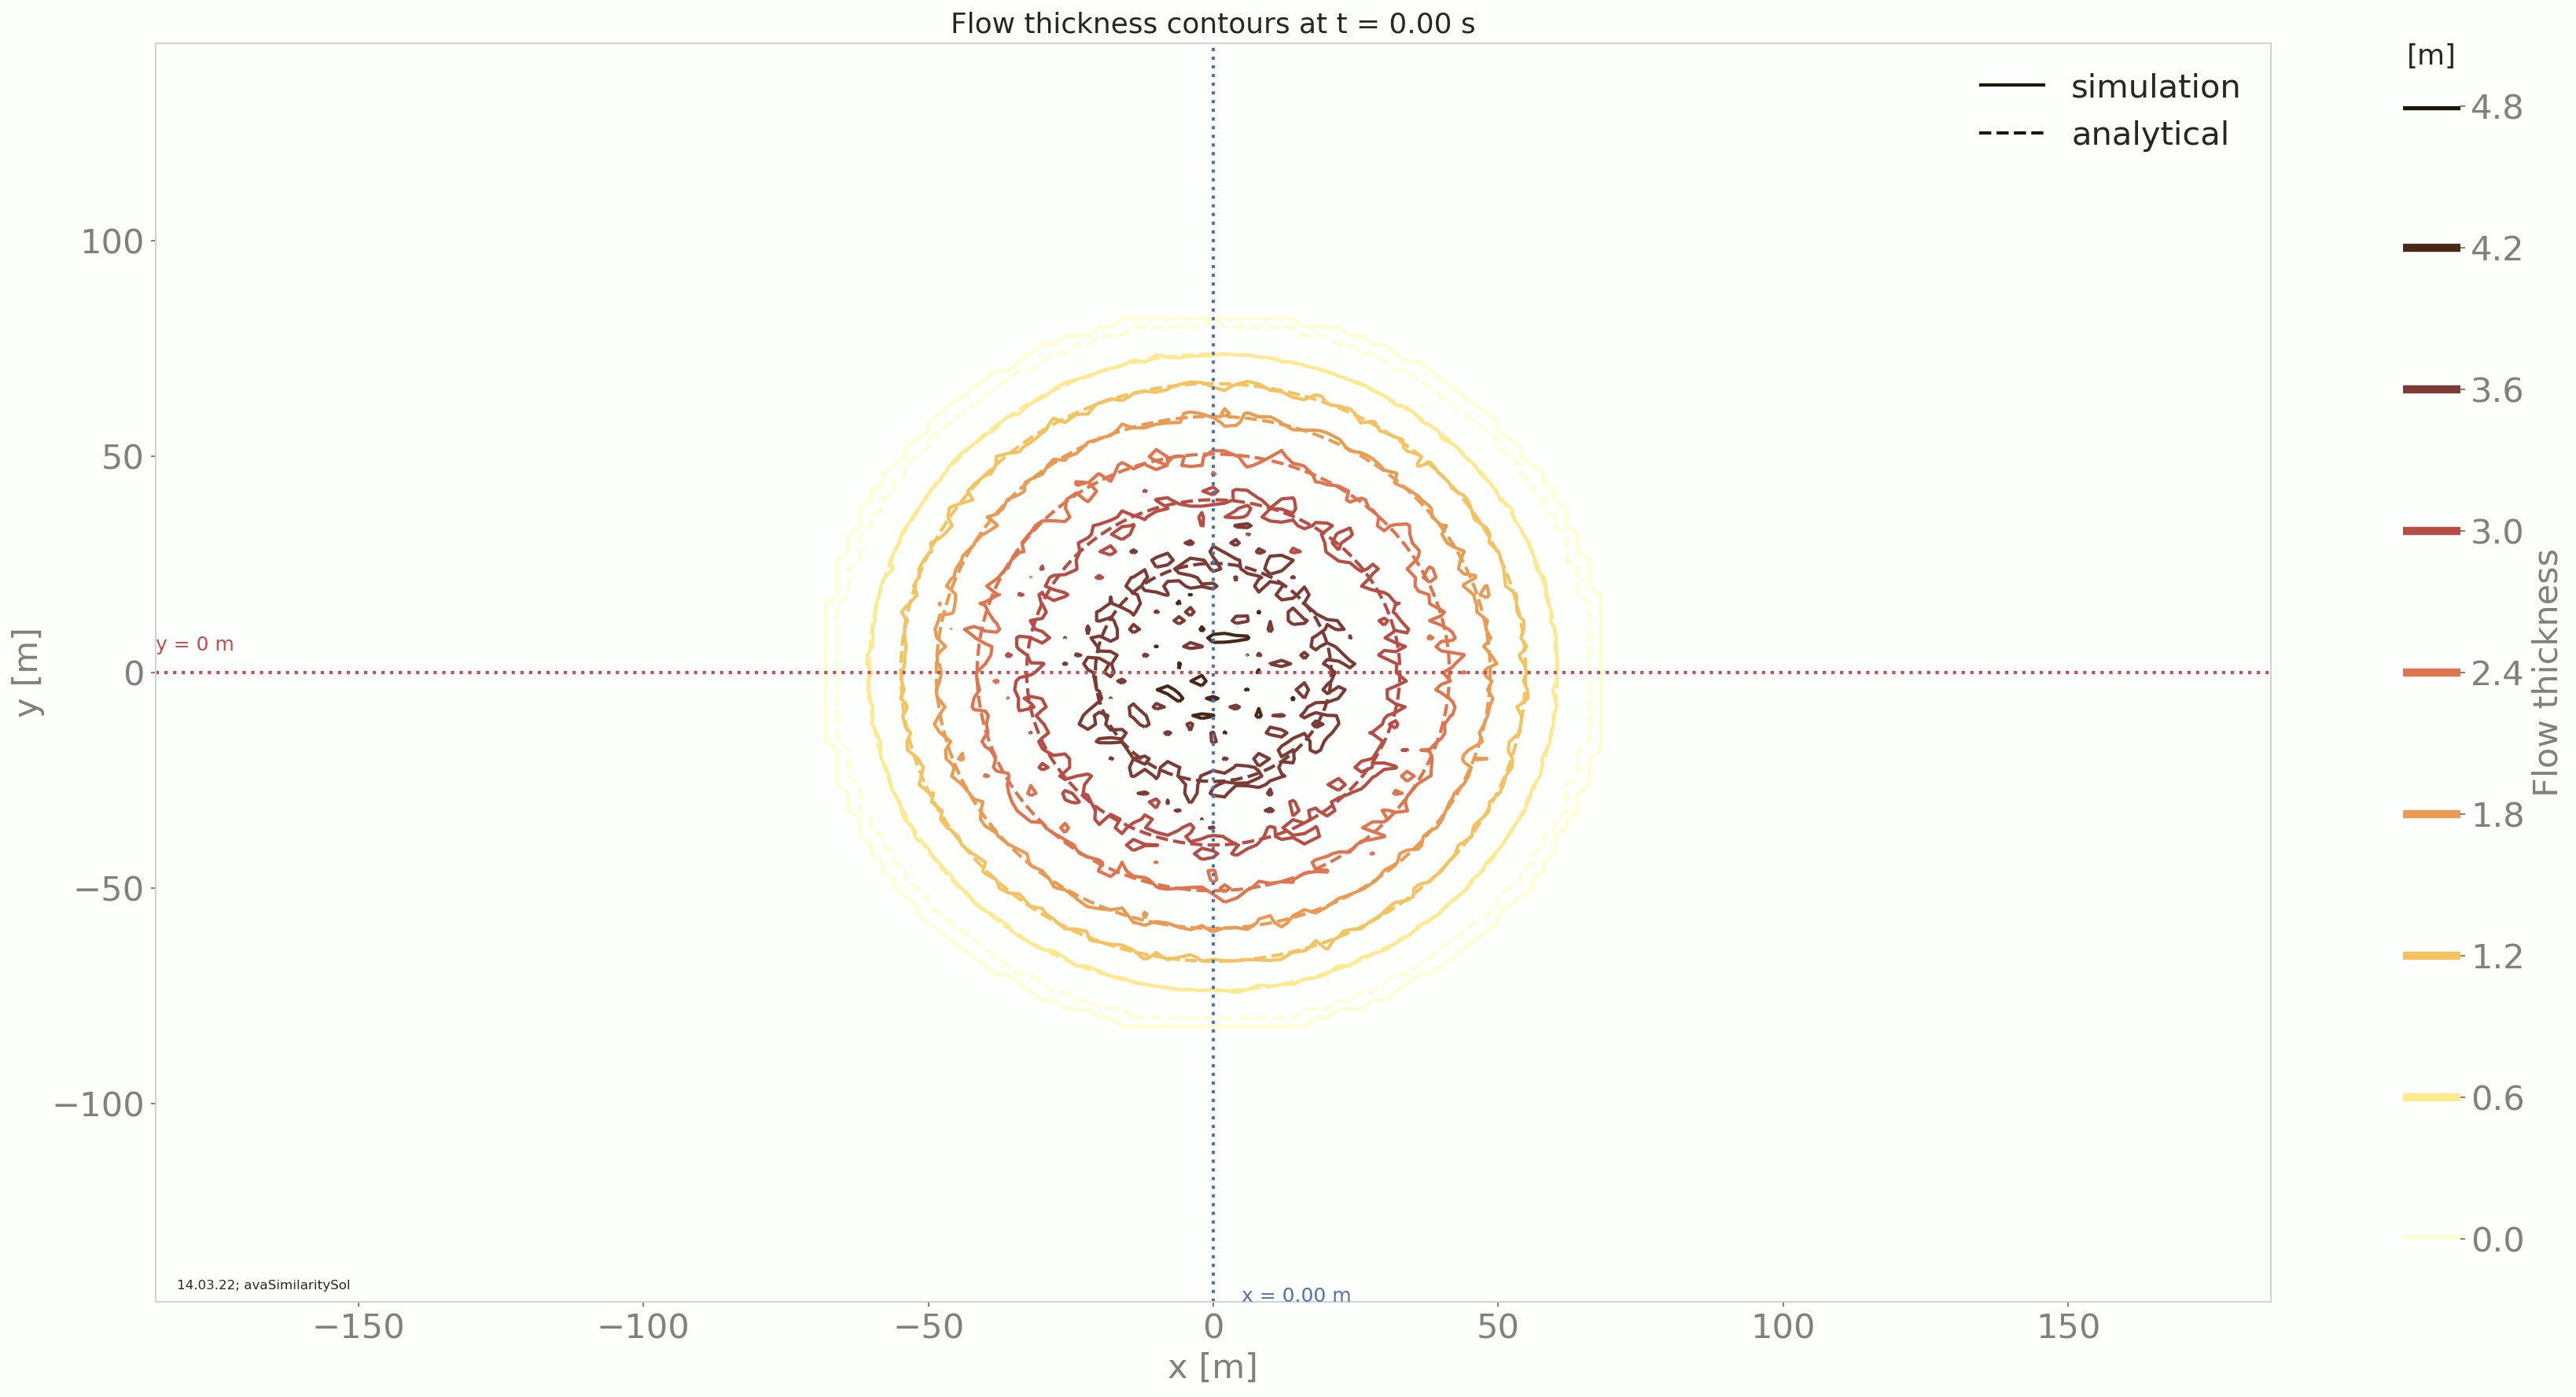 Flow thickness contours at t = 0.00 s
[m]
simulation
analytical
4.8
4.2
3.6
3.0
2.4
1.8
1.2
0.6
0.0
Flow thickness
100
50
0
−50
−100
y [m]
y = 0 m
14.03.22; avaSimilaritySol
x = 0.00 m
−150
−100
−50
0
50
100
150
x [m]